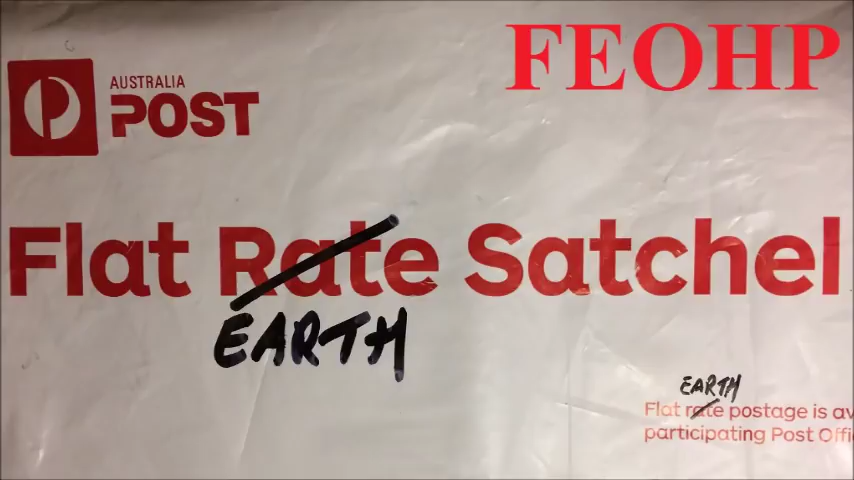 FEOHP
AUSTRALIA
POST
Flat Rate Satchel
EARTH
EARTH
Flat rate postage is av
participating Post Offi